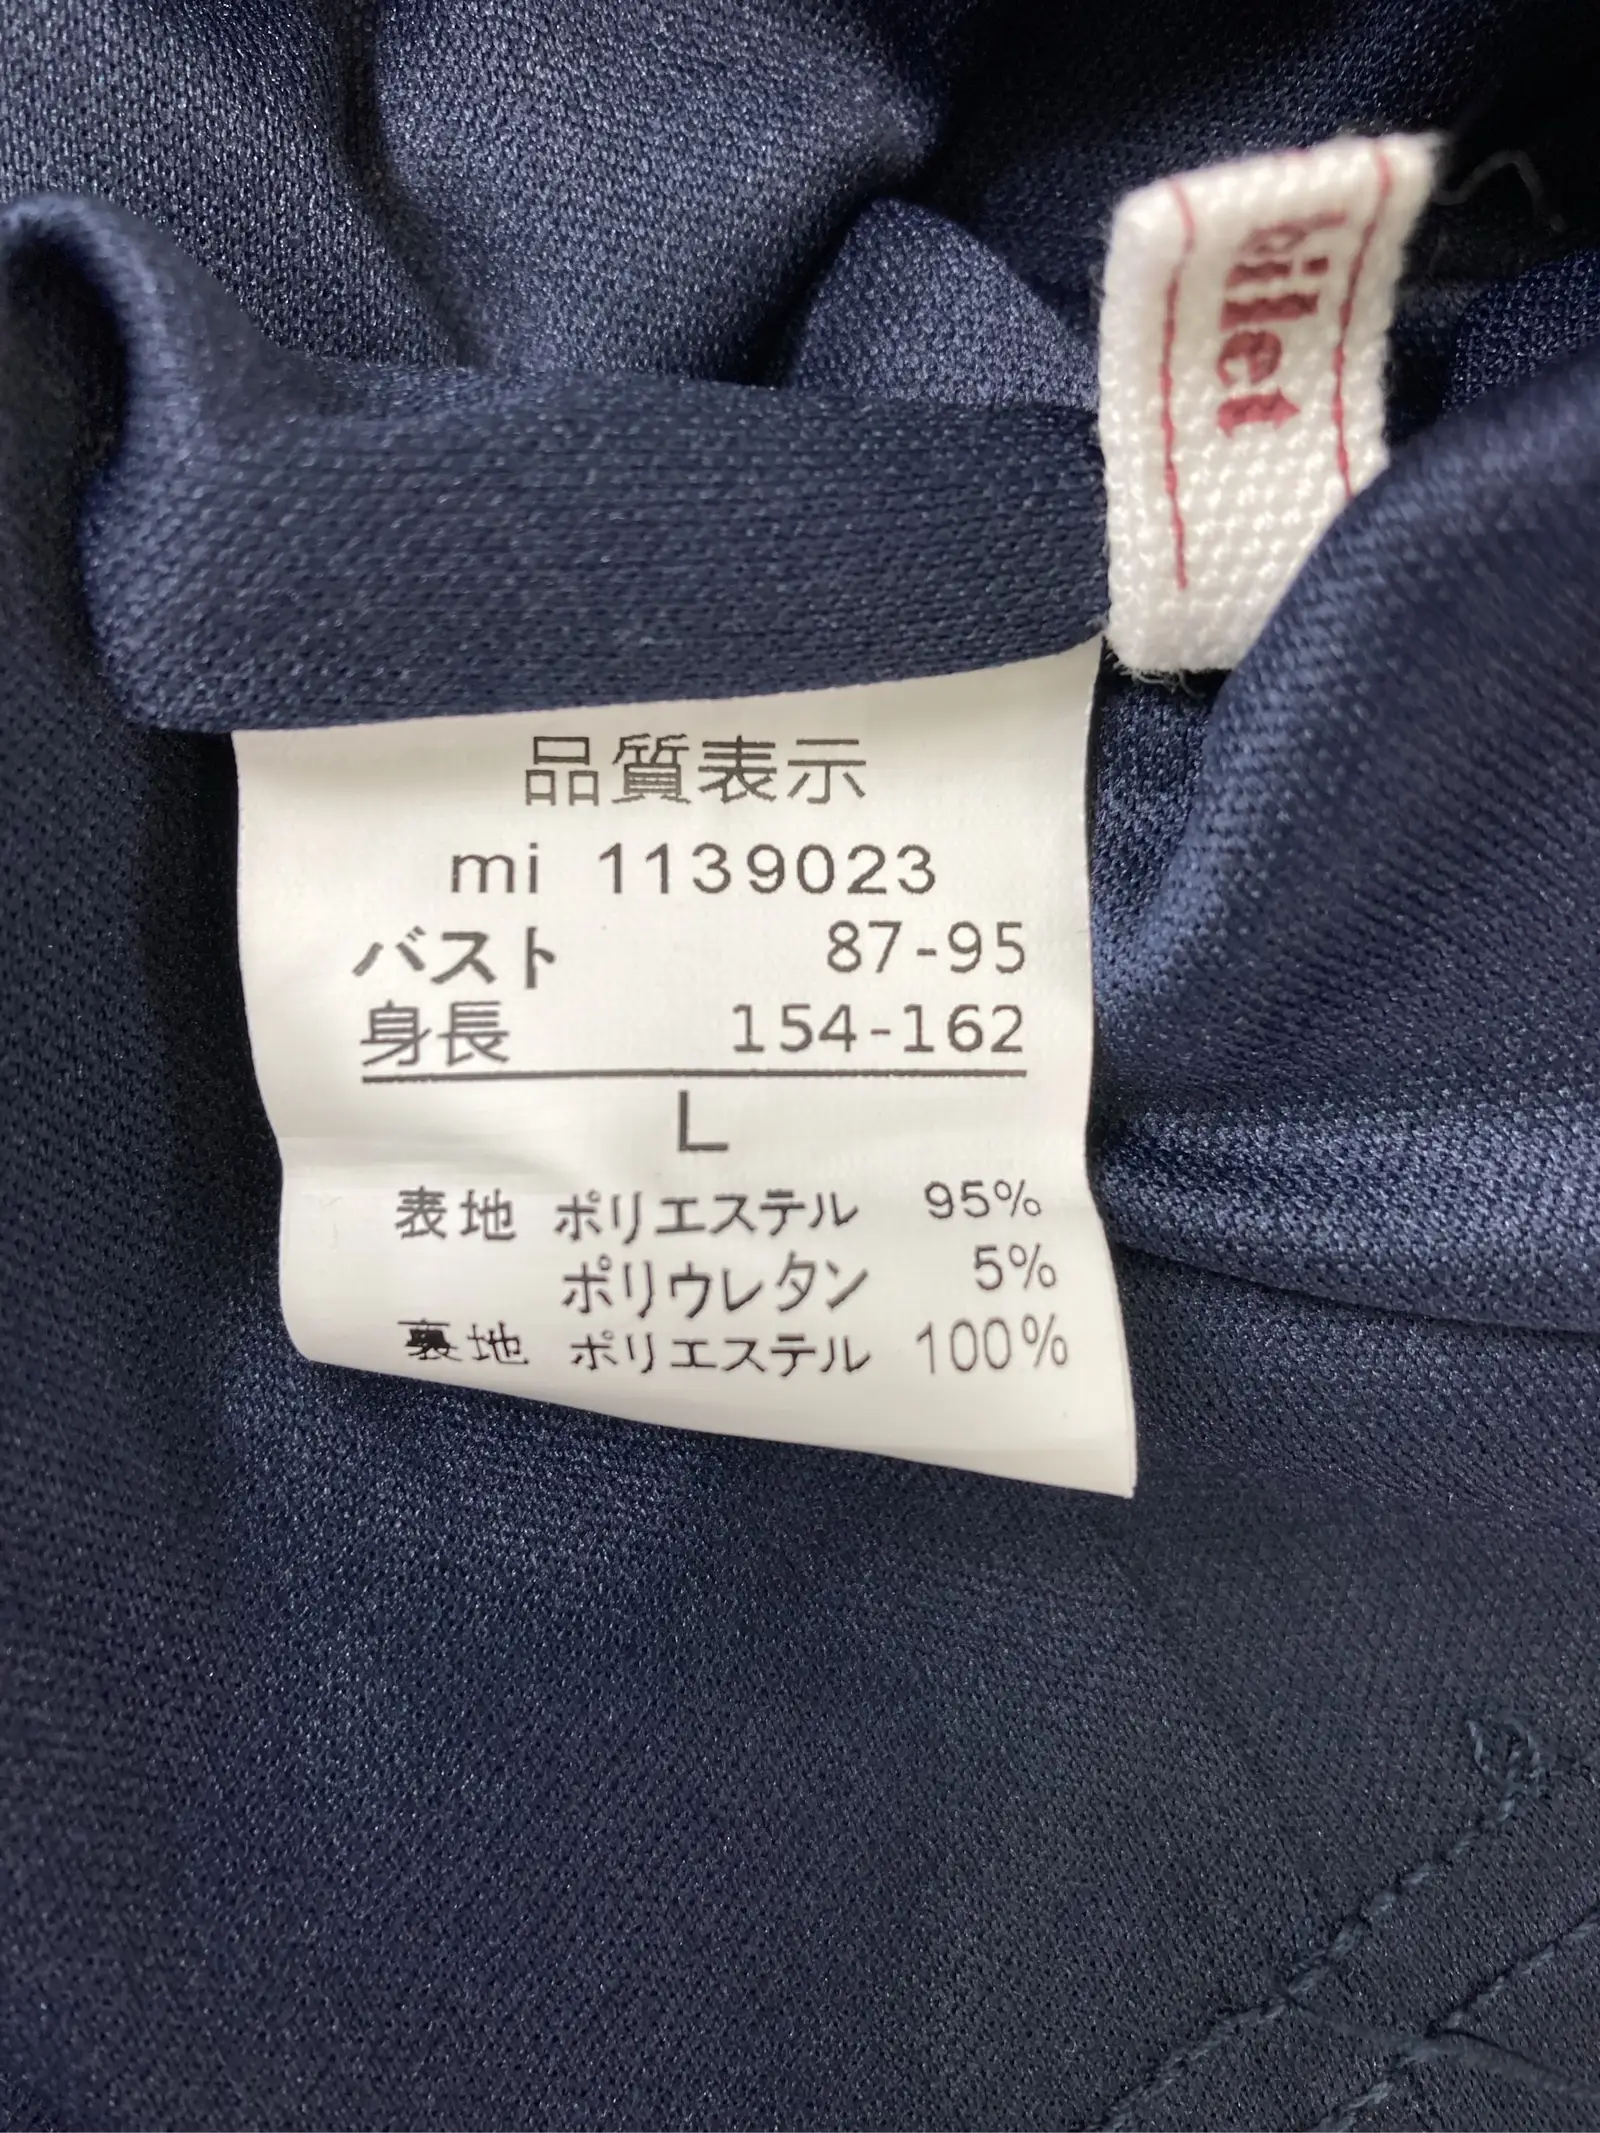 billet
品質表示
mi 1139023
バスト 87-95
身長 154-162
L
表地 ポリエステル 95%
ポリウレタン 5%
裏地 ポリエステル 100%